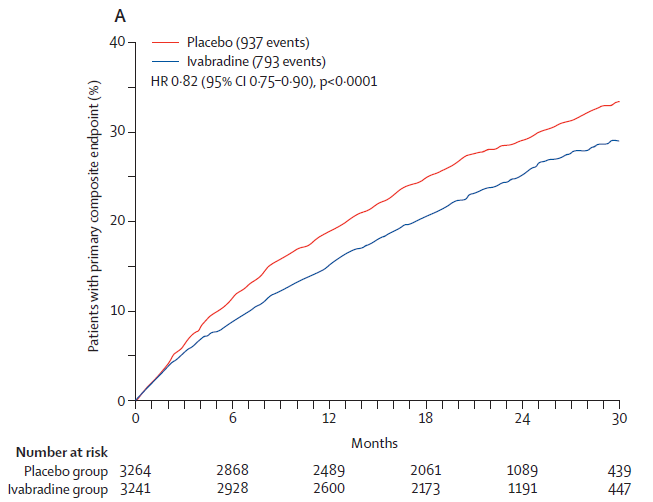 A
40
Placebo (937 events)
Ivabradine (793 events)
HR 0·82 (95% CI 0·75–0·90), p<0·0001
30
20
10
0
Patients with primary composite endpoint (%)
0 6 12 18 24 30
Months
Number at risk
Placebo group 3264 2868 2489 2061 1089 439
Ivabradine group 3241 2928 2600 2173 1191 447